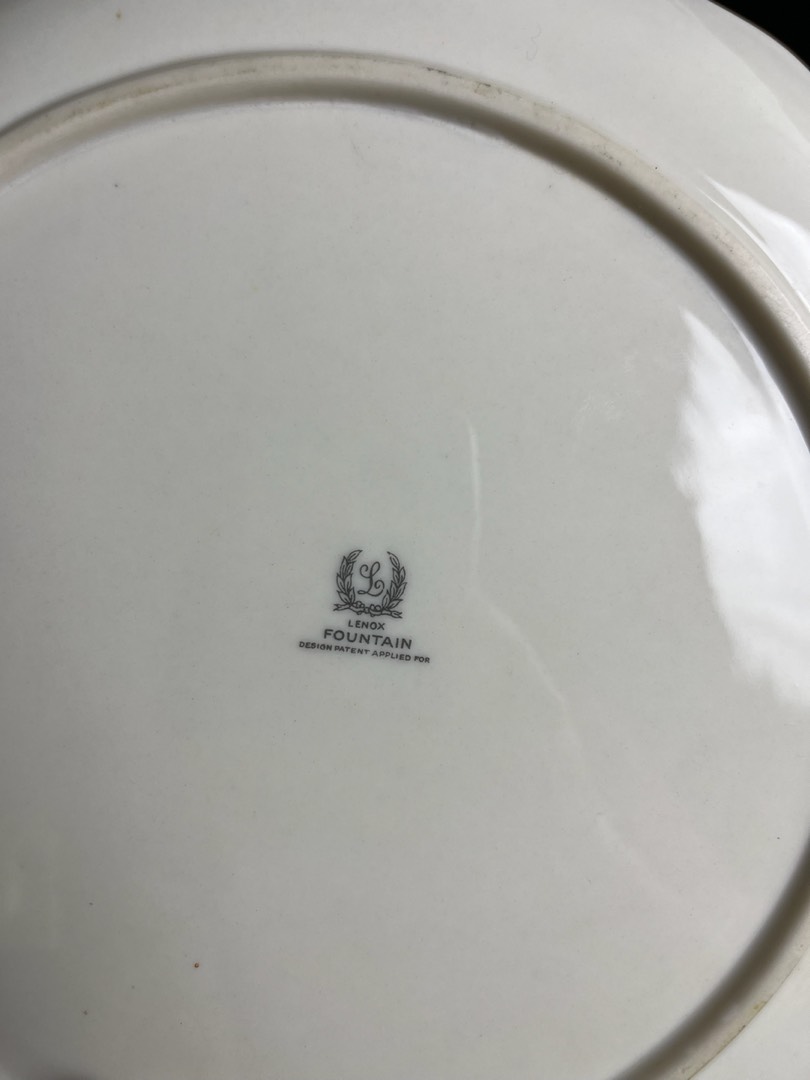 L
LENOX
FOUNTAIN
DESIGN PATENT APPLIED FOR